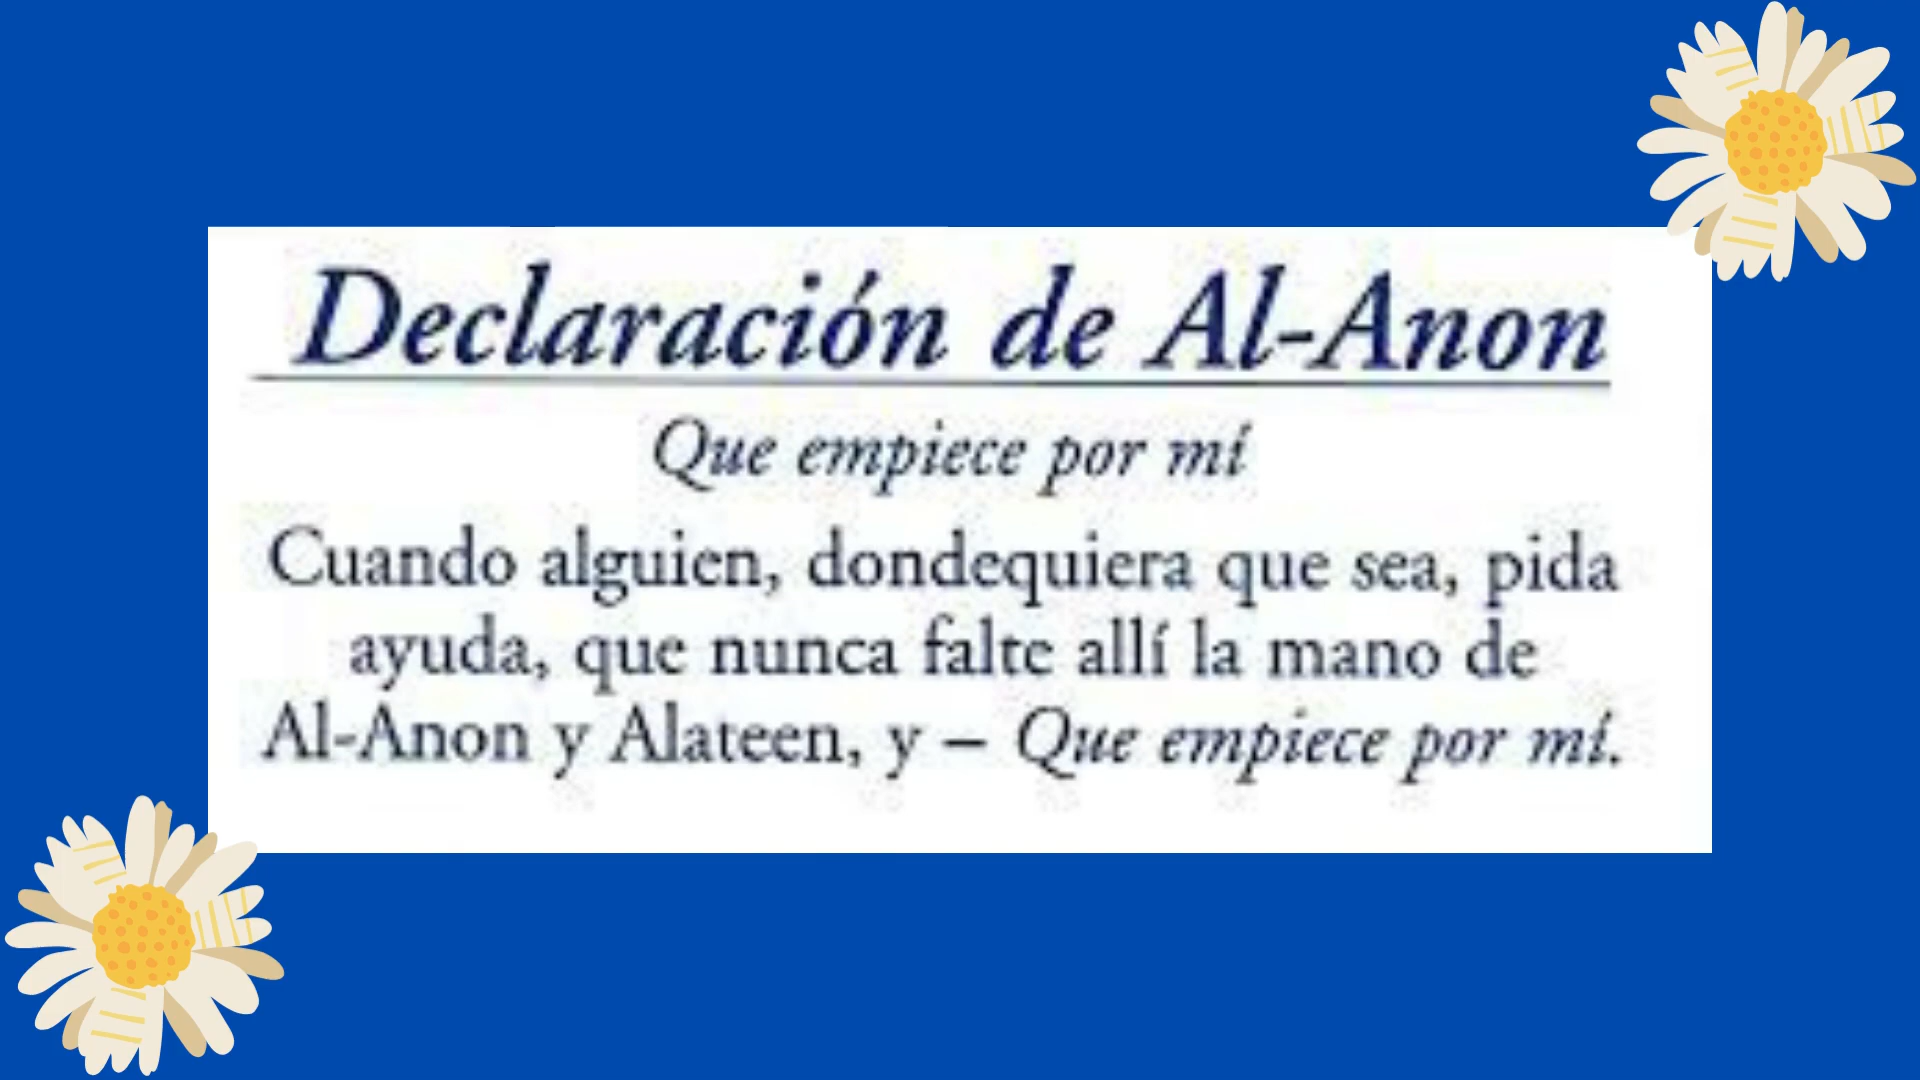 Declaración de Al-Anon
Que empiece por mí
Cuando alguien, dondequiera que sea, pida
ayuda, que nunca falte allí la mano de
Al-Anon y Alateen, y – Que empiece por mí.